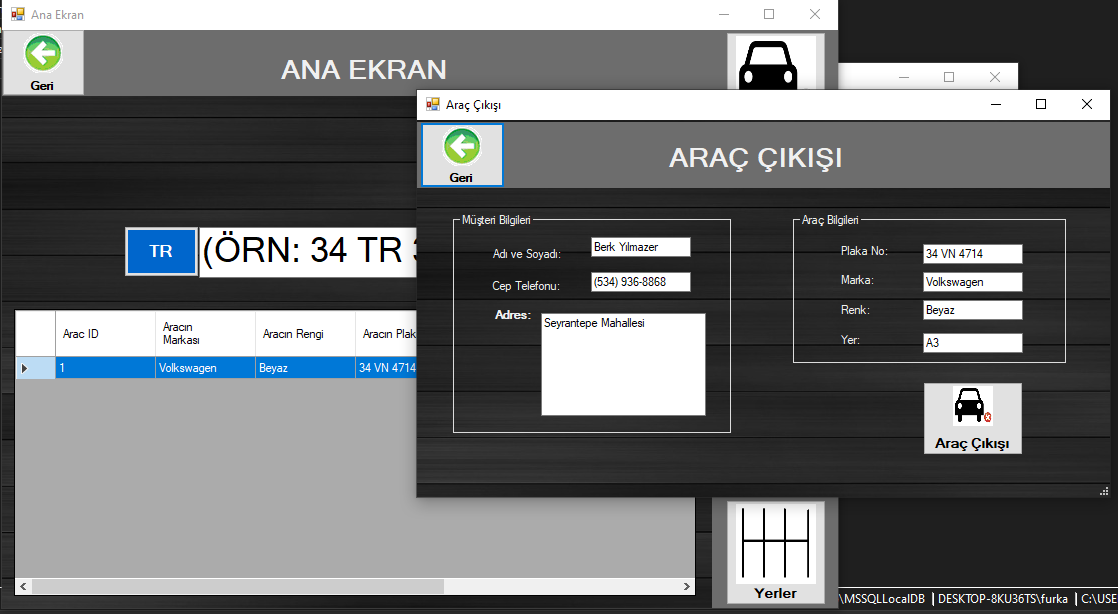 Ana Ekran
Geri
ANA EKRAN
TR
(ÖRN: 34 TR
Arac ID
Aracın
Markası
Aracın Rengi
Aracın Plak
1
Volkswagen
Beyaz
34 VN 4714
Yerler
Araç Çıkışı
Geri
ARAÇ ÇIKIŞI
Müşteri Bilgileri
Adı ve Soyadı:
Berk Yilmazer
Cep Telefonu:
(534) 936-8868
Adres:
Seyrantepe Mahallesi
Araç Bilgileri
Plaka No:
34 VN 4714
Marka:
Volkswagen
Renk:
Beyaz
Yer:
A3
Araç Çıkışı
\MSSQLLocalDB | DESKTOP-8KU36TS\furka | C:\USE